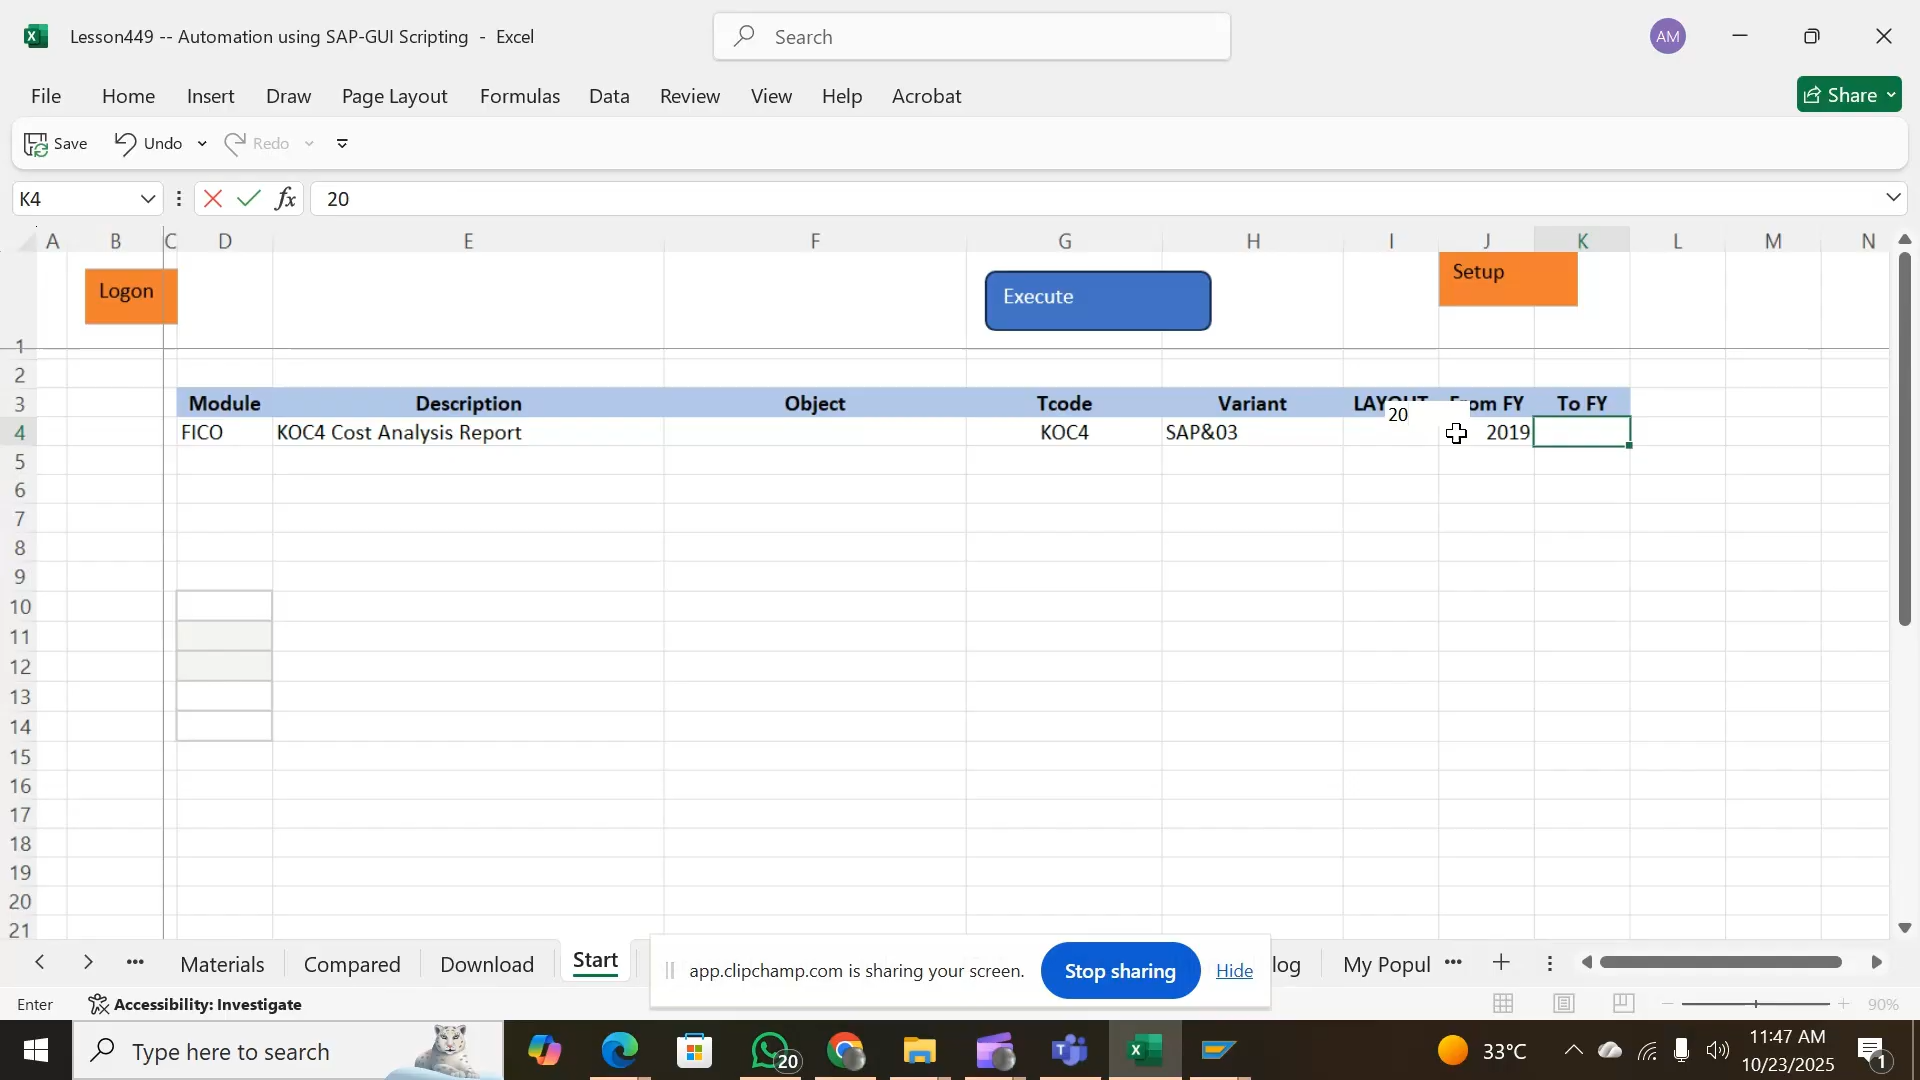 Lesson449 -- Automation using SAP-GUI Scripting - Excel
Search
AM
File Home Insert Draw Page Layout Formulas Data Review View Help Acrobat
Share
Save Undo Redo
K4
fx
20
A B C D E F G H I J K L M N
Logon
Execute
Setup
1
2
3 Module Description Object Tcode Variant LAYOUT From FY To FY
20
4 FICO KOC4 Cost Analysis Report KOC4 SAP&03 2019
5
6
7
8
9
10
11
12
13
14
15
16
17
18
19
20
21
Materials Compared Download Start log My Popul
app.clipchamp.com is sharing your screen. Stop sharing Hide
Enter
Accessibility: Investigate
90%
Type here to search
20
33°C
11:47 AM
10/23/2025
1